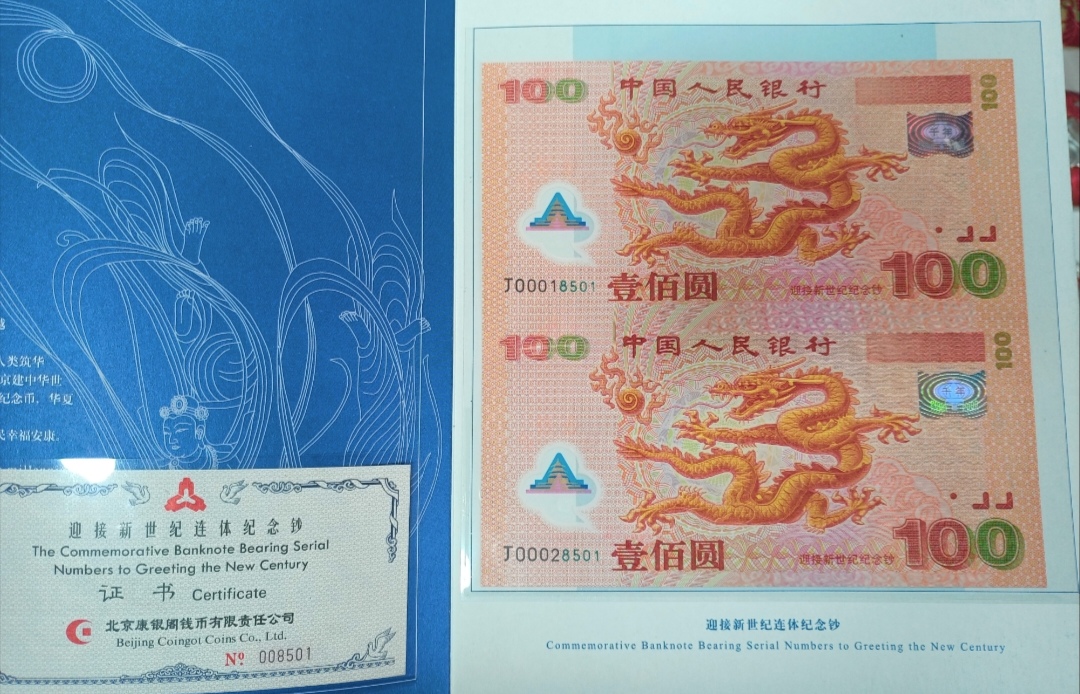 人类筑华
京建中华世
纪念币，华夏
民幸福安康。
迎接新世纪连体纪念钞
The Commemorative Banknote Bearing Serial
Numbers to Greeting the New Century
证 书 Certificate
北京康银阁钱币有限责任公司
Beijing Coingot Coins Co., Ltd.
Nº 008501
100 中国人民银行 100
千年
J00018501 壹佰圆 迎接新世纪纪念钞 100
100 中国人民银行 100
千年
J00028501 壹佰圆 迎接新世纪纪念钞 100
迎接新世纪连体纪念钞
Commemorative Banknote Bearing Serial Numbers to Greeting the New Century